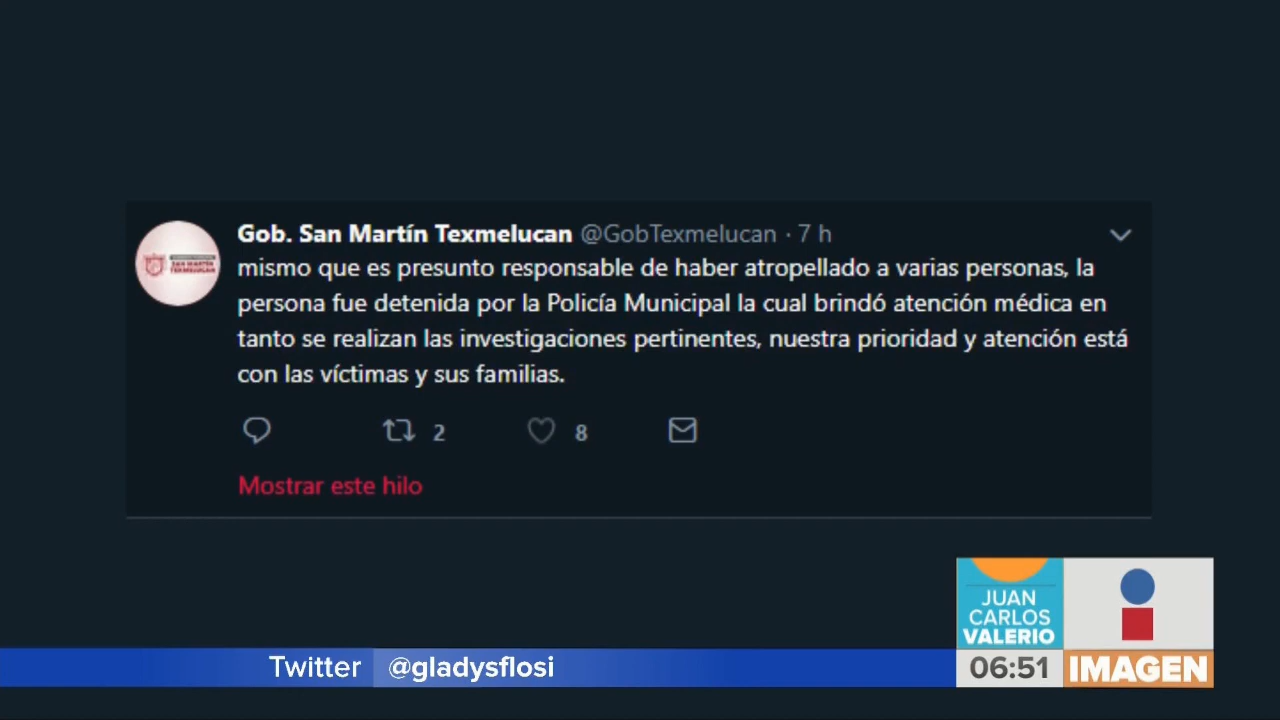 Gob. San Martín Texmelucan @GobTexmelucan · 7 h
mismo que es presunto responsable de haber atropellado a varias personas, la
persona fue detenida por la Policía Municipal la cual brindó atención médica en
tanto se realizan las investigaciones pertinentes, nuestra prioridad y atención está
con las víctimas y sus familias.
2 8
Mostrar este hilo
JUAN
CARLOS
VALERIO
Twitter @gladysflosi
06:51 IMAGEN